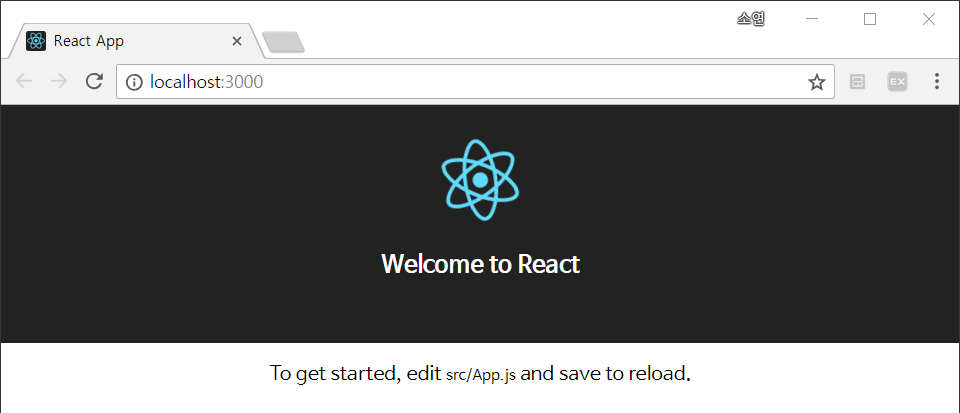 소연
React App
localhost:3000
EX
Welcome to React
To get started, edit src/App.js and save to reload.